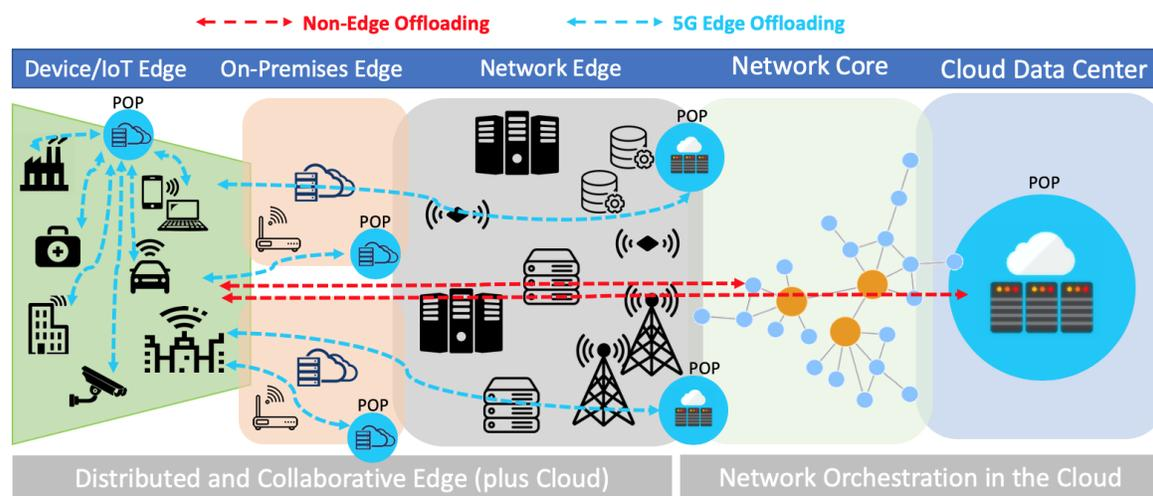 Non-Edge Offloading
5G Edge Offloading
Device/IoT Edge
On-Premises Edge
Network Edge
Network Core
Cloud Data Center
POP
POP
POP
POP
POP
POP
Distributed and Collaborative Edge (plus Cloud)
Network Orchestration in the Cloud